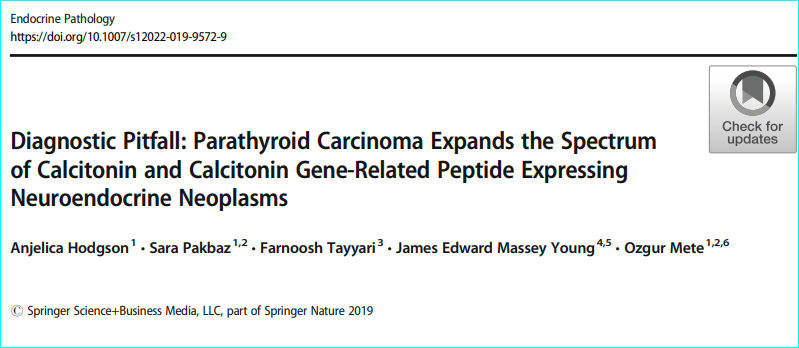 Endocrine Pathology
https://doi.org/10.1007/s12022-019-9572-9
Check for
updates
Diagnostic Pitfall: Parathyroid Carcinoma Expands the Spectrum
of Calcitonin and Calcitonin Gene-Related Peptide Expressing
Neuroendocrine Neoplasms
Anjelica Hodgson 1 · Sara Pakbaz 1,2 · Farnoosh Tayyari 3 · James Edward Massey Young 4,5 · Ozgur Mete 1,2,6
© Springer Science+Business Media, LLC, part of Springer Nature 2019